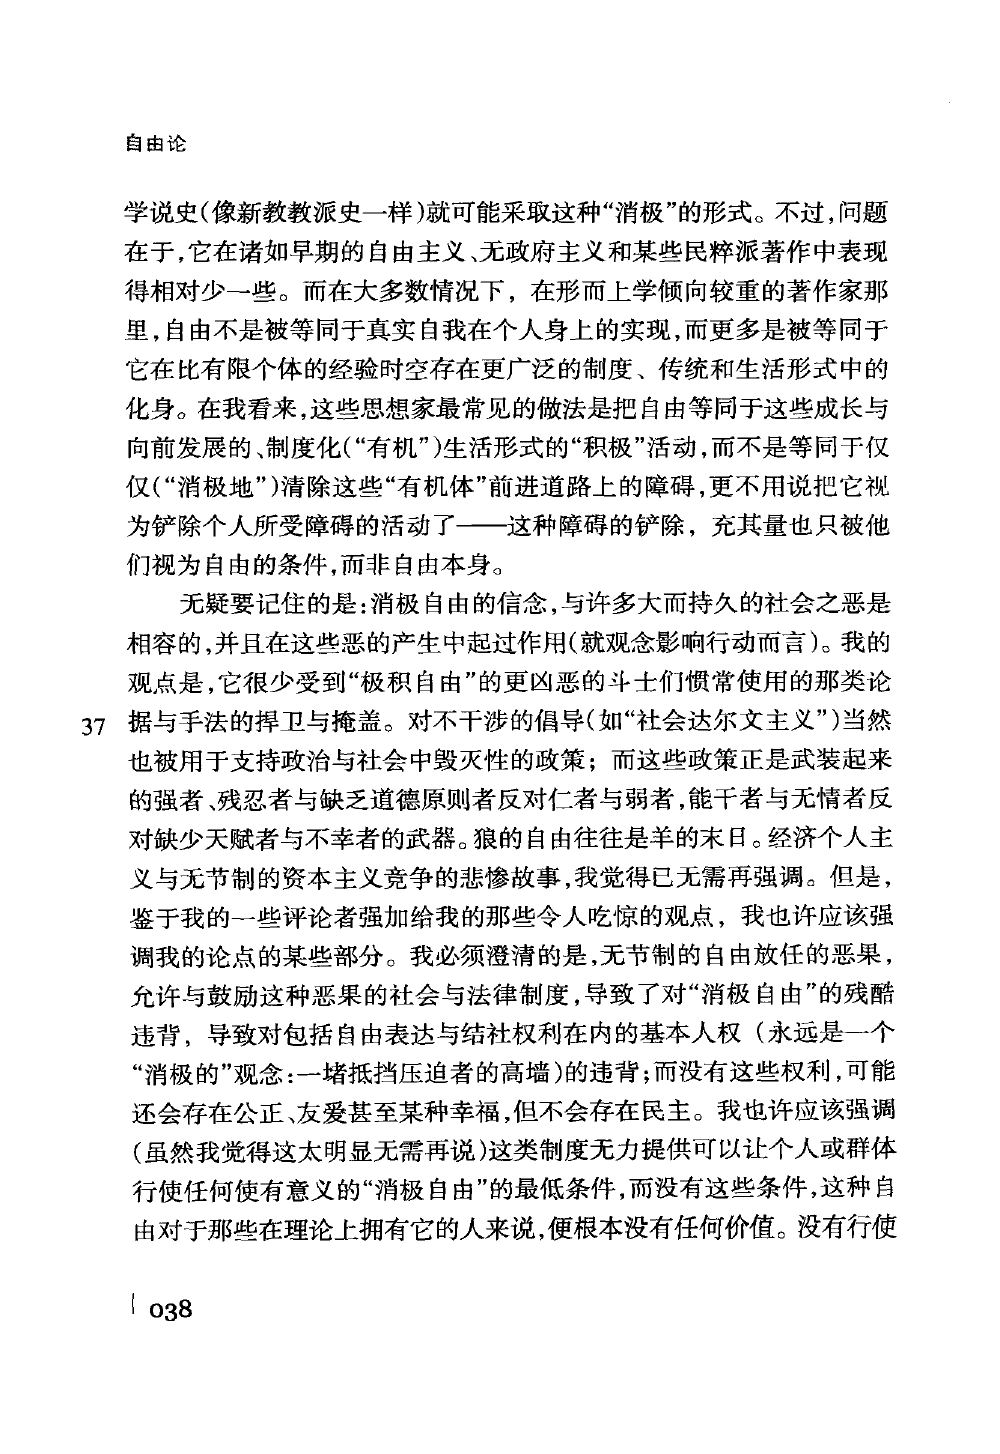 自由论
学说史(像新教教派史一样)就可能采取这种“消极”的形式。不过,问题
在于,它在诸如早期的自由主义、无政府主义和某些民粹派著作中表现
得相对少一些。而在大多数情况下，在形而上学倾向较重的著作家那
里,自由不是被等同于真实自我在个人身上的实现,而更多是被等同于
它在比有限个体的经验时空存在更广泛的制度、传统和生活形式中的
化身。在我看来,这些思想家最常见的做法是把自由等同于这些成长与
向前发展的、制度化(“有机”)生活形式的“积极”活动,而不是等同于仅
仅(“消极地”)清除这些“有机体”前进道路上的障碍,更不用说把它视
为铲除个人所受障碍的活动了——这种障碍的铲除，充其量也只被他
们视为自由的条件,而非自由本身。
无疑要记住的是:消极自由的信念,与许多大而持久的社会之恶是
相容的,并且在这些恶的产生中起过作用(就观念影响行动而言)。我的
观点是,它很少受到“极积自由”的更凶恶的斗士们惯常使用的那类论
37 据与手法的捍卫与掩盖。对不干涉的倡导(如“社会达尔文主义”)当然
也被用于支持政治与社会中毁灭性的政策；而这些政策正是武装起来
的强者、残忍者与缺乏道德原则者反对仁者与弱者,能干者与无情者反
对缺少天赋者与不幸者的武器。狼的自由往往是羊的末日。经济个人主
义与无节制的资本主义竞争的悲惨故事,我觉得已无需再强调。但是，
鉴于我的一些评论者强加给我的那些令人吃惊的观点，我也许应该强
调我的论点的某些部分。我必须澄清的是,无节制的自由放任的恶果，
允许与鼓励这种恶果的社会与法律制度,导致了对“消极自由”的残酷
违背，导致对包括自由表达与结社权利在内的基本人权（永远是一个
“消极的”观念:一堵抵挡压迫者的高墙)的违背;而没有这些权利,可能
还会存在公正、友爱甚至某种幸福,但不会存在民主。我也许应该强调
(虽然我觉得这太明显无需再说)这类制度无力提供可以让个人或群体
行使任何使有意义的“消极自由”的最低条件,而没有这些条件,这种自
由对于那些在理论上拥有它的人来说,便根本没有任何价值。没有行使
038